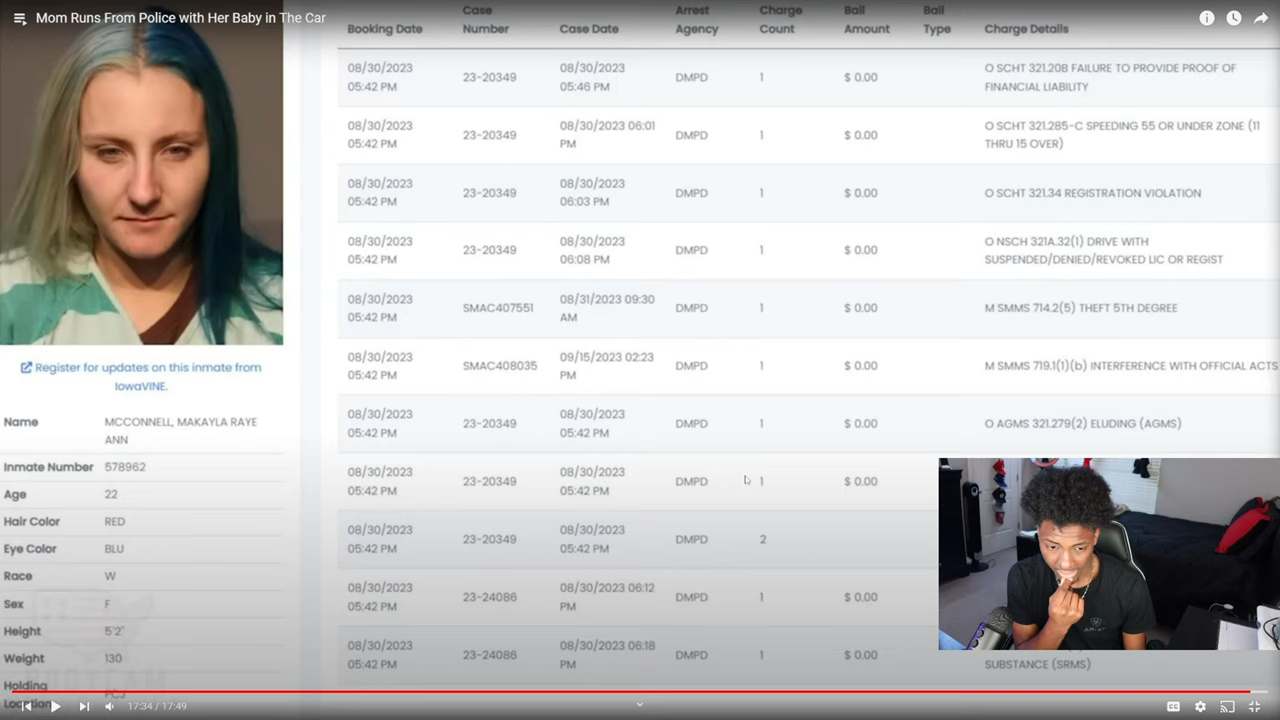 Mom Runs From Police with Her Baby in The Car
Booking Date Case Number Case Date Arrest Agency Charge Count Bail Amount Bail Type Charge Details
08/30/2023 05:42 PM 23-20349 08/30/2023 05:46 PM DMPD 1 $ 0.00 O SCHT 321.20B FAILURE TO PROVIDE PROOF OF FINANCIAL LIABILITY
08/30/2023 05:42 PM 23-20349 08/30/2023 06:01 PM DMPD 1 $ 0.00 O SCHT 321.285-C SPEEDING 55 OR UNDER ZONE (11 THRU 15 OVER)
08/30/2023 05:42 PM 23-20349 08/30/2023 06:03 PM DMPD 1 $ 0.00 O SCHT 321.34 REGISTRATION VIOLATION
08/30/2023 05:42 PM 23-20349 08/30/2023 06:08 PM DMPD 1 $ 0.00 O NSCH 321A.32(1) DRIVE WITH SUSPENDED/DENIED/REVOKED LIC OR REGIST
08/30/2023 05:42 PM SMAC407551 08/31/2023 09:30 AM DMPD 1 $ 0.00 M SMMS 714.2(5) THEFT 5TH DEGREE
08/30/2023 05:42 PM SMAC408035 09/15/2023 02:23 PM DMPD 1 $ 0.00 M SMMS 719.1(1)(b) INTERFERENCE WITH OFFICIAL ACTS
08/30/2023 05:42 PM 23-20349 08/30/2023 05:42 PM DMPD 1 $ 0.00 O AGMS 321.279(2) ELUDING (AGMS)
08/30/2023 05:42 PM 23-20349 08/30/2023 05:42 PM DMPD 1 $ 0.00
08/30/2023 05:42 PM 23-20349 08/30/2023 05:42 PM DMPD 2
08/30/2023 05:42 PM 23-24086 08/30/2023 06:12 PM DMPD 1 $ 0.00
08/30/2023 05:42 PM 23-24086 08/30/2023 06:18 PM DMPD 1 $ 0.00 SUBSTANCE (SRMS)
Register for updates on this inmate from
IowaVINE.
Name MCCONNELL, MAKAYLA RAYE
ANN
Inmate Number 578962
Age 22
Hair Color RED
Eye Color BLU
Race W
Sex F
Height 5'2"
Weight 130
Holding
Location PCJ
17:34 / 17:49
CC